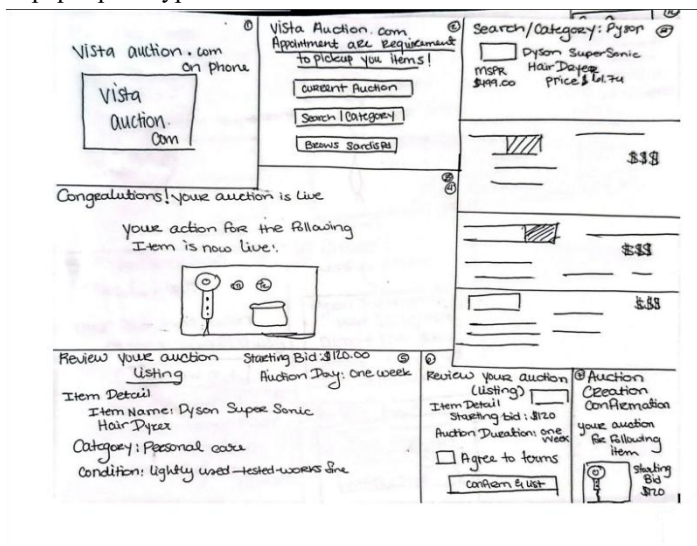 Vista auction.com
on phone
Vista
auction.
com
Vista Auction.com
Appointment are Requirement
to pickup you items!
current Auction
Search / Category
Search/Category: Dyson
Dyson SuperSonic
Hair Dryer
MSPR
$499.00
Price $61.74
$$$
$$$
$$$
Congealutions! your auction is Live
your action for the following
Item is now Live:
Review your auction
Listing
Starting Bid: $120.00
Auction Day: one week
Item Detail
Item Name: Dyson Super Sonic
Hair Dyrer
Category: Personal care
Condition: lightly used - tested - works fine
Review your auction
(Listing)
Item Detail
Starting bid: $120
Auction Duration: one
week
Agree to terms
Confirm & List
Auction
Creation
Confirmation
your auction
for following
item
Starting
Bid
$120